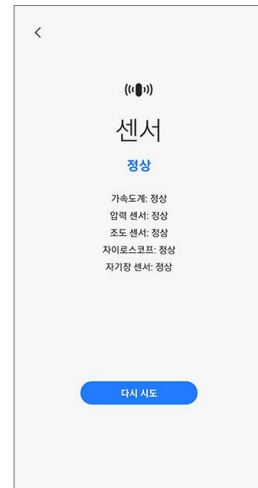 센서
정상
가속도계: 정상
압력 센서: 정상
조도 센서: 정상
자이로스코프: 정상
자기장 센서: 정상
다시 시도